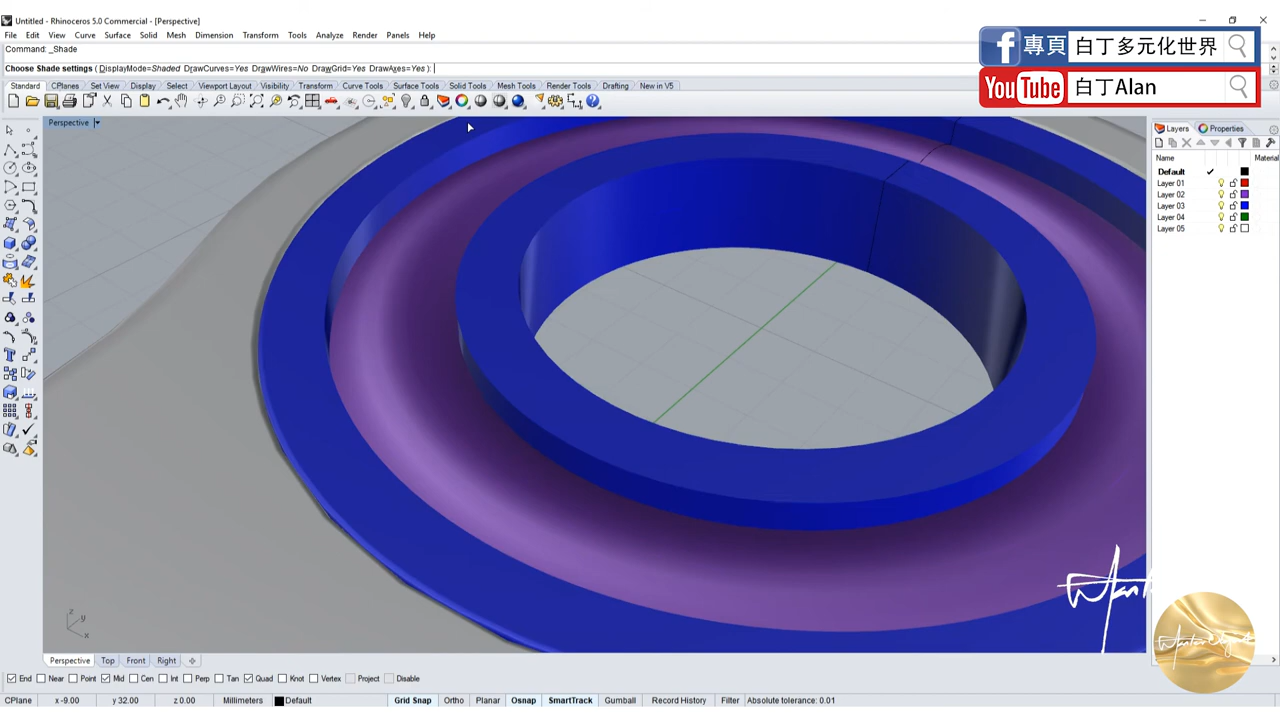 Untitled - Rhinoceros 5.0 Commercial - [Perspective]
File Edit View Curve Surface Solid Mesh Dimension Transform Tools Analyze Render Panels Help
Command: _Shade
Choose Shade settings ( DisplayMode=Shaded DrawCurves=Yes DrawWires=No DrawGrid=Yes DrawAxes=Yes ):
f 專頁 白丁多元化世界
YouTube 白丁Alan
Standard CPlanes Set View Display Select Viewport Layout Visibility Transform Curve Tools Surface Tools Solid Tools Mesh Tools Render Tools Drafting New in V5
Perspective
Layers Properties
Name Material
Default
Layer 01
Layer 02
Layer 03
Layer 04
Layer 05
z
y
x
Perspective Top Front Right
End Near Point Mid Cen Int Perp Tan Quad Knot Vertex Project Disable
CPlane x -9.00 y 32.00 z 0.00 Millimeters Default Grid Snap Ortho Planar Osnap SmartTrack Gumball Record History Filter Absolute tolerance: 0.01